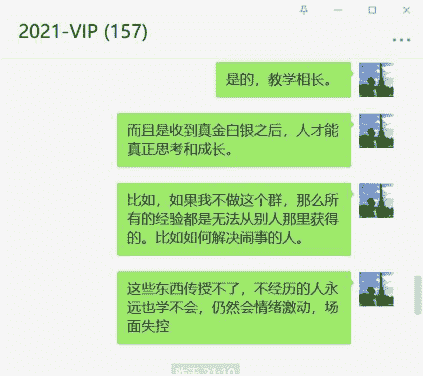 2021-VIP (157)
是的，教学相长。
而且是收到真金白银之后，人才能
真正思考和成长。
比如，如果我不做这个群，那么所
有的经验都是无法从别人那里获得
的。比如如何解决闹事的人。
这些东西传授不了，不经历的人永
远也学不会，仍然会情绪激动，场
面失控